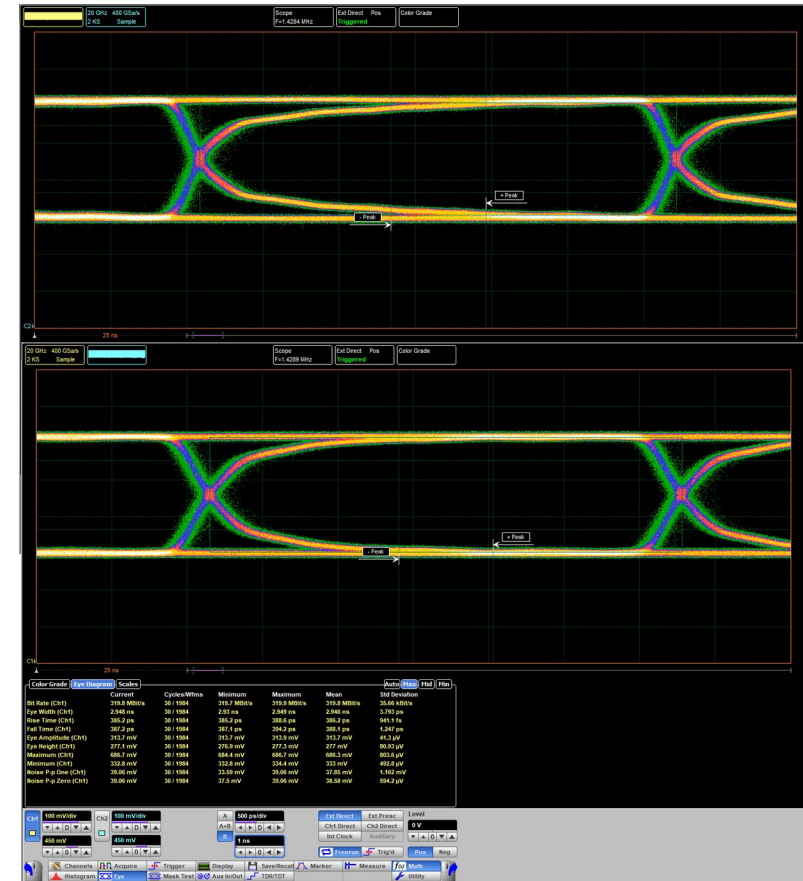 20 GHz 400 GSa/s
2 KS Sample
Scope
F=1.4284 MHz
Ext Direct Pos
Triggered
Color Grade
+ Peak
- Peak
C2
25 ns
20 GHz 400 GSa/s
2 KS Sample
Scope
F=1.4289 MHz
Ext Direct Pos
Triggered
Color Grade
+ Peak
- Peak
C1
25 ns
Color Grade Eye Diagram Scales Auto Max Mid Min
Current Cycles/Wfms Minimum Maximum Mean Std Deviation
Bit Rate (Ch1) 319.8 MBit/s 30 / 1984 319.7 MBit/s 319.9 MBit/s 319.8 MBit/s 35.66 kBit/s
Eye Width (Ch1) 2.948 ns 30 / 1984 2.93 ns 2.949 ns 2.946 ns 3.793 ps
Rise Time (Ch1) 385.2 ps 30 / 1984 385.2 ps 388.6 ps 386.2 ps 941.1 fs
Fall Time (Ch1) 387.2 ps 30 / 1984 387.1 ps 394.2 ps 388.1 ps 1.247 ps
Eye Amplitude (Ch1) 313.7 mV 30 / 1984 313.7 mV 313.9 mV 313.7 mV 41.3 µV
Eye Height (Ch1) 277.1 mV 30 / 1984 276.9 mV 277.3 mV 277 mV 80.93 µV
Maximum (Ch1) 686.7 mV 30 / 1984 684.4 mV 686.7 mV 686.3 mV 803.6 µV
Minimum (Ch1) 332.8 mV 30 / 1984 332.8 mV 334.4 mV 333 mV 492.8 µV
Noise P-p One (Ch1) 39.06 mV 30 / 1984 33.59 mV 39.06 mV 37.85 mV 1.102 mV
Noise P-p Zero (Ch1) 39.06 mV 30 / 1984 37.5 mV 39.06 mV 38.58 mV 594.2 µV
Ch1 100 mV/div Ch2 100 mV/div A 500 ps/div Ext Direct Ext Presc Level
0 A+B 0 Ch1 Direct Ch2 Direct 0 V
450 mV 450 mV B 1 ns Int Clock Auxiliary 0
0 0 0 Freerun Trig'd Pos Neg
Channels Acquire Trigger Display Save/Recall Marker Measure f(x) Math
Histogram Eye Mask Test Aux In/Out TDR/TDT Utility